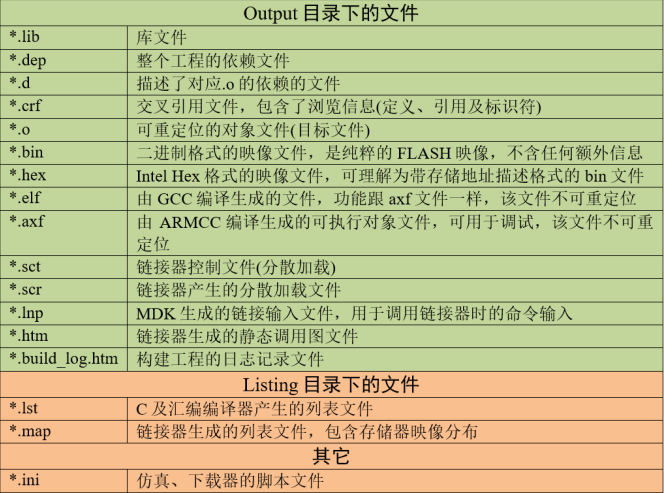 Output 目录下的文件
*.lib 库文件
*.dep 整个工程的依赖文件
*.d 描述了对应.o 的依赖的文件
*.crf 交叉引用文件，包含了浏览信息(定义、引用及标识符)
*.o 可重定位的对象文件(目标文件)
*.bin 二进制格式的映像文件，是纯粹的 FLASH 映像，不含任何额外信息
*.hex Intel Hex 格式的映像文件，可理解为带存储地址描述格式的 bin 文件
*.elf 由 GCC 编译生成的文件，功能跟 axf 文件一样，该文件不可重定位
*.axf 由 ARMCC 编译生成的可执行对象文件，可用于调试，该文件不可重
定位
*.sct 链接器控制文件(分散加载)
*.scr 链接器产生的分散加载文件
*.lnp MDK 生成的链接输入文件，用于调用链接器时的命令输入
*.htm 链接器生成的静态调用图文件
*.build_log.htm 构建工程的日志记录文件
Listing 目录下的文件
*.lst C 及汇编编译器产生的列表文件
*.map 链接器生成的列表文件，包含存储器映像分布
其它
*.ini 仿真、下载器的脚本文件